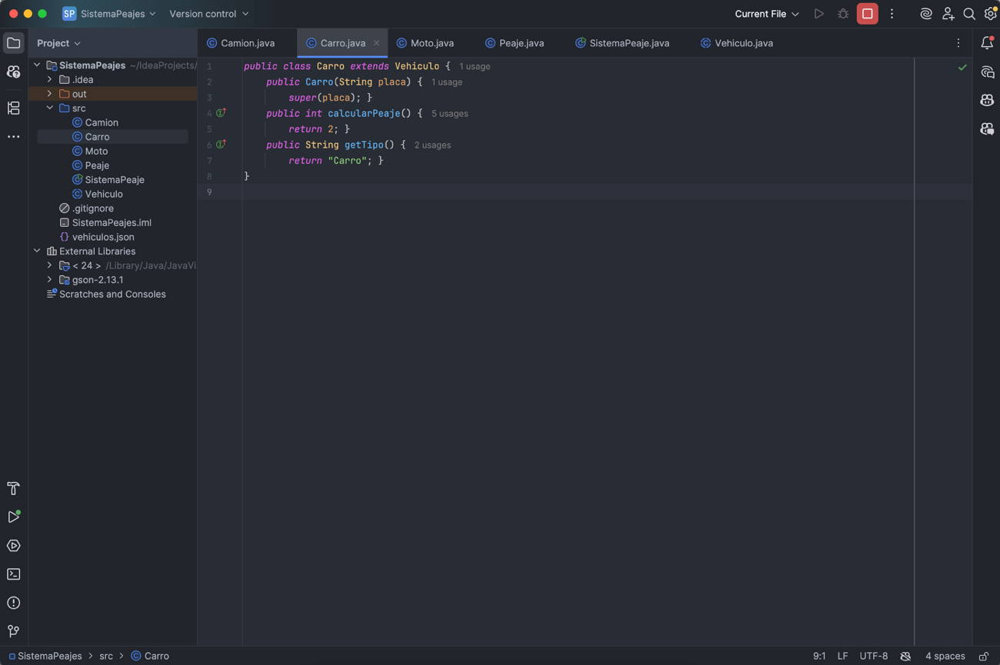 SP SistemaPeajes Version control Current File
Project
Camion.java Carro.java Moto.java Peaje.java SistemaPeaje.java Vehiculo.java
SistemaPeajes ~/IdeaProjects/
.idea
out
src
Camion
Carro
Moto
Peaje
SistemaPeaje
Vehiculo
.gitignore
SistemaPeajes.iml
{} vehiculos.json
External Libraries
< 24 > /Library/Java/JavaVi
gson-2.13.1
Scratches and Consoles
1 public class Carro extends Vehiculo { 1 usage
2 public Carro(String placa) { 1 usage
3 super(placa); }
4 public int calcularPeaje() { 5 usages
5 return 2; }
6 public String getTipo() { 2 usages
7 return "Carro"; }
8 }
9
SistemaPeajes > src > Carro 9:1 LF UTF-8 4 spaces